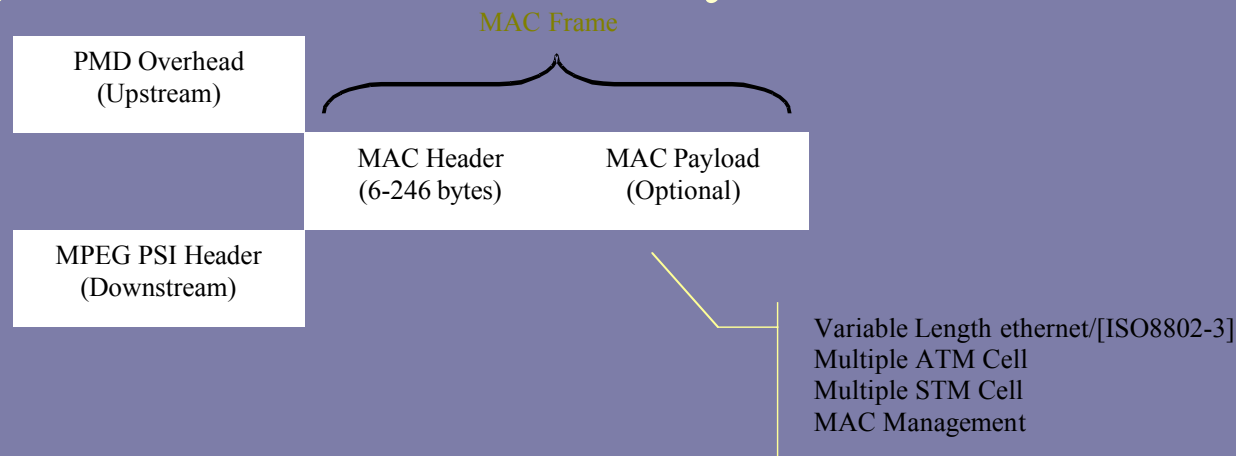 MAC Frame
PMD Overhead
(Upstream)
MAC Header
(6-246 bytes)
MAC Payload
(Optional)
MPEG PSI Header
(Downstream)
Variable Length ethernet/[ISO8802-3]
Multiple ATM Cell
Multiple STM Cell
MAC Management